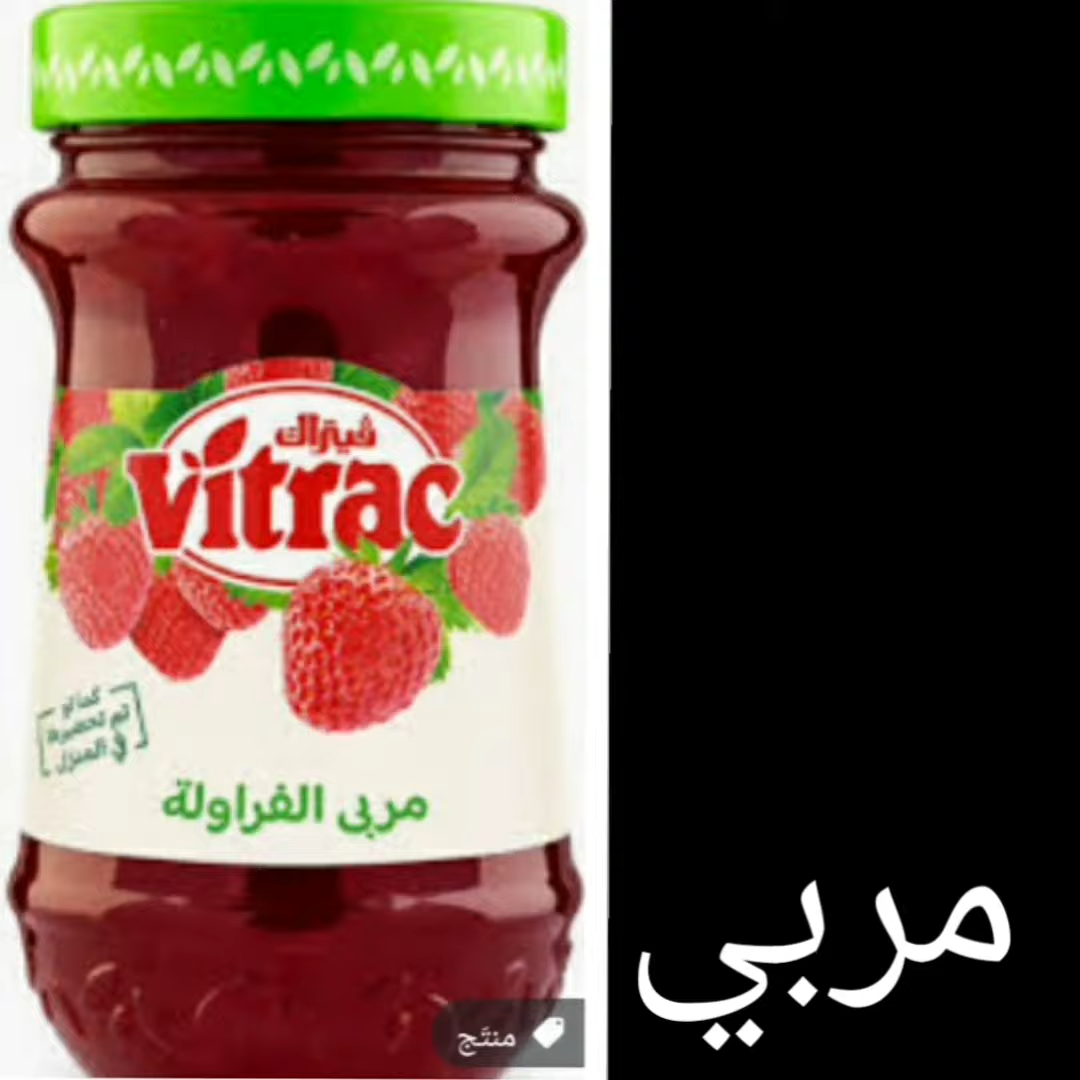 ڤيتراك
vitrac
كما لو
تم تحضيرها
في المنزل
مربى الفراولة
منتَج
مربي